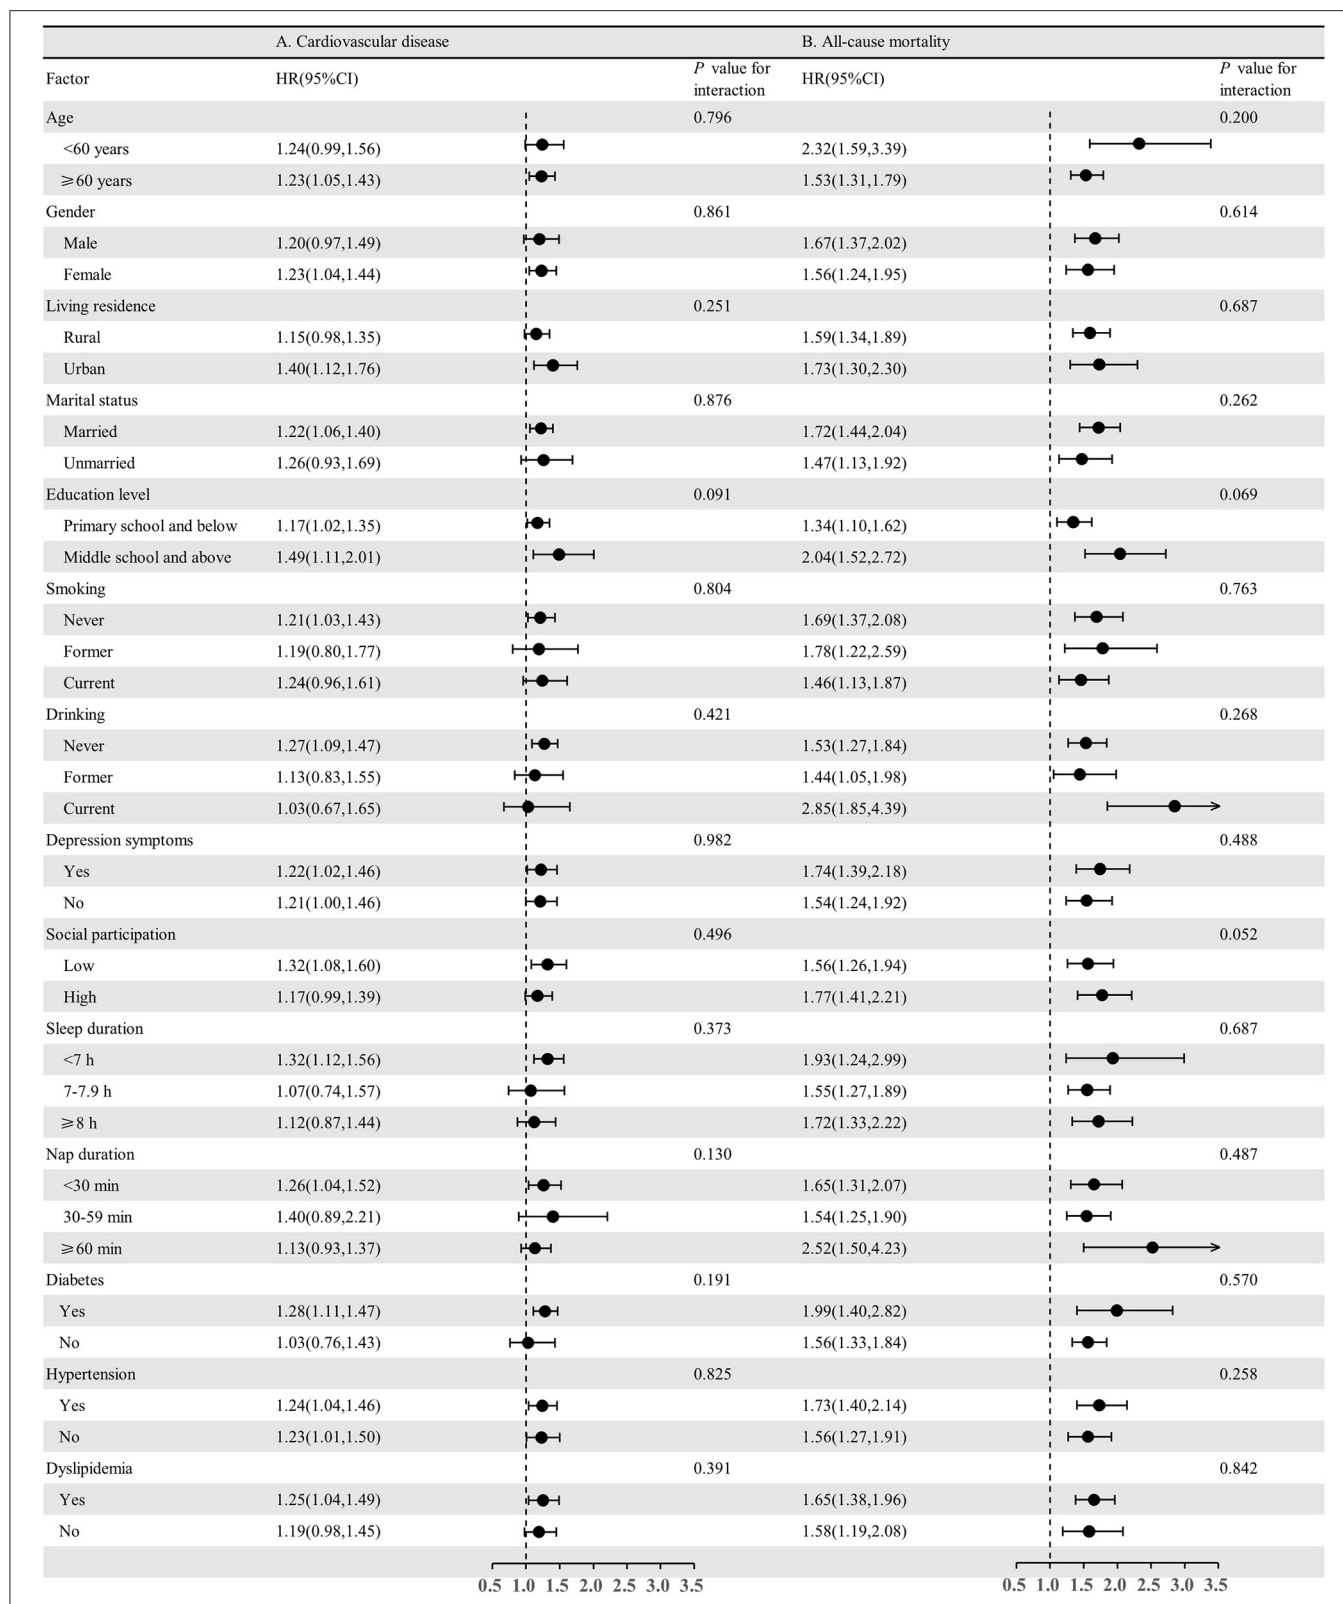 A. Cardiovascular disease B. All-cause mortality
Factor HR(95%CI) P value for interaction HR(95%CI) P value for interaction
Age 0.796 0.200
<60 years 1.24(0.99,1.56) 2.32(1.59,3.39)
⩾60 years 1.23(1.05,1.43) 1.53(1.31,1.79)
Gender 0.861 0.614
Male 1.20(0.97,1.49) 1.67(1.37,2.02)
Female 1.23(1.04,1.44) 1.56(1.24,1.95)
Living residence 0.251 0.687
Rural 1.15(0.98,1.35) 1.59(1.34,1.89)
Urban 1.40(1.12,1.76) 1.73(1.30,2.30)
Marital status 0.876 0.262
Married 1.22(1.06,1.40) 1.72(1.44,2.04)
Unmarried 1.26(0.93,1.69) 1.47(1.13,1.92)
Education level 0.091 0.069
Primary school and below 1.17(1.02,1.35) 1.34(1.10,1.62)
Middle school and above 1.49(1.11,2.01) 2.04(1.52,2.72)
Smoking 0.804 0.763
Never 1.21(1.03,1.43) 1.69(1.37,2.08)
Former 1.19(0.80,1.77) 1.78(1.22,2.59)
Current 1.24(0.96,1.61) 1.46(1.13,1.87)
Drinking 0.421 0.268
Never 1.27(1.09,1.47) 1.53(1.27,1.84)
Former 1.13(0.83,1.55) 1.44(1.05,1.98)
Current 1.03(0.67,1.65) 2.85(1.85,4.39)
Depression symptoms 0.982 0.488
Yes 1.22(1.02,1.46) 1.74(1.39,2.18)
No 1.21(1.00,1.46) 1.54(1.24,1.92)
Social participation 0.496 0.052
Low 1.32(1.08,1.60) 1.56(1.26,1.94)
High 1.17(0.99,1.39) 1.77(1.41,2.21)
Sleep duration 0.373 0.687
<7 h 1.32(1.12,1.56) 1.93(1.24,2.99)
7-7.9 h 1.07(0.74,1.57) 1.55(1.27,1.89)
⩾8 h 1.12(0.87,1.44) 1.72(1.33,2.22)
Nap duration 0.130 0.487
<30 min 1.26(1.04,1.52) 1.65(1.31,2.07)
30-59 min 1.40(0.89,2.21) 1.54(1.25,1.90)
⩾60 min 1.13(0.93,1.37) 2.52(1.50,4.23)
Diabetes 0.191 0.570
Yes 1.28(1.11,1.47) 1.99(1.40,2.82)
No 1.03(0.76,1.43) 1.56(1.33,1.84)
Hypertension 0.825 0.258
Yes 1.24(1.04,1.46) 1.73(1.40,2.14)
No 1.23(1.01,1.50) 1.56(1.27,1.91)
Dyslipidemia 0.391 0.842
Yes 1.25(1.04,1.49) 1.65(1.38,1.96)
No 1.19(0.98,1.45) 1.58(1.19,2.08)
0.5 1.0 1.5 2.0 2.5 3.0 3.5 0.5 1.0 1.5 2.0 2.5 3.0 3.5